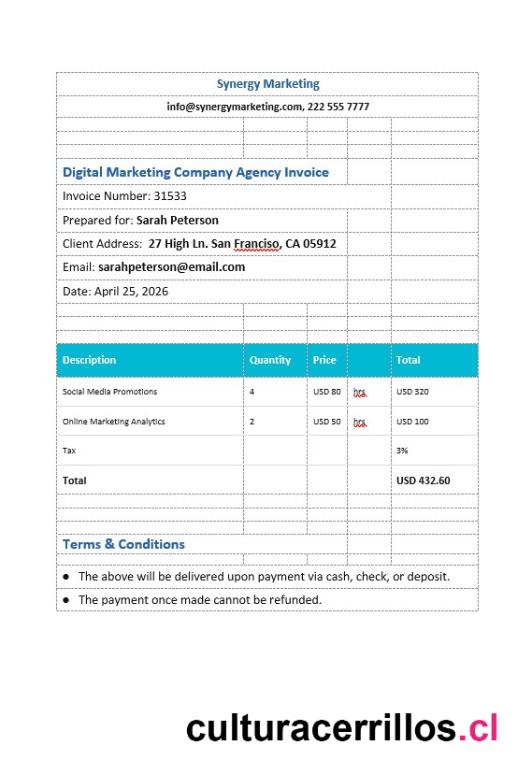 Synergy Marketing
info@synergymarketing.com, 222 555 7777
Digital Marketing Company Agency Invoice
Invoice Number: 31533
Prepared for: Sarah Peterson
Client Address: 27 High Ln. San Franciso, CA 05912
Email: sarahpeterson@email.com
Date: April 25, 2026
Description Quantity Price Total
Social Media Promotions 4 USD 80 hrs. USD 320
Online Marketing Analytics 2 USD 50 hrs. USD 100
Tax 3%
Total USD 432.60
Terms & Conditions
● The above will be delivered upon payment via cash, check, or deposit.
● The payment once made cannot be refunded.
culturacerrillos.cl